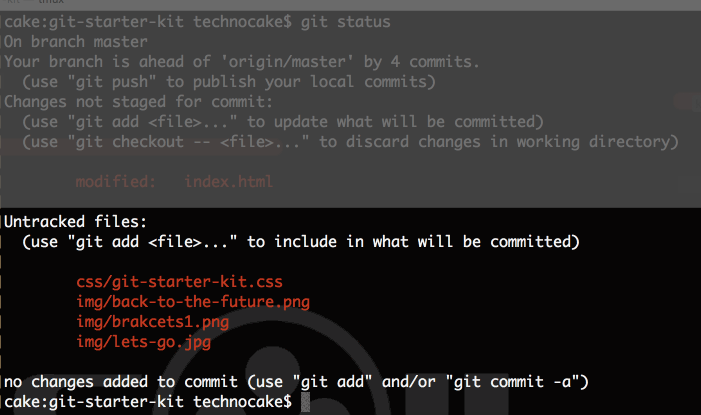 cake:git-starter-kit technocake$ git status
On branch master
Your branch is ahead of 'origin/master' by 4 commits.
  (use "git push" to publish your local commits)
Changes not staged for commit:
  (use "git add <file>..." to update what will be committed)
  (use "git checkout -- <file>..." to discard changes in working directory)
        modified:   index.html
Untracked files:
  (use "git add <file>..." to include in what will be committed)
        css/git-starter-kit.css
        img/back-to-the-future.png
        img/brakcets1.png
        img/lets-go.jpg
no changes added to commit (use "git add" and/or "git commit -a")
cake:git-starter-kit technocake$